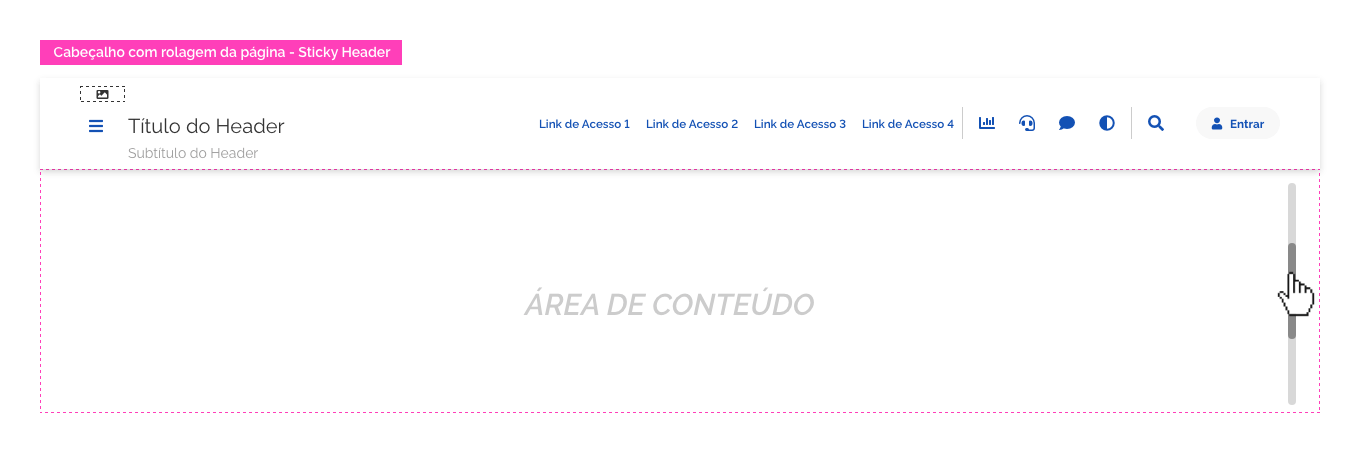 Cabeçalho com rolagem da página - Sticky Header
Título do Header
Subtítulo do Header
Link de Acesso 1 Link de Acesso 2 Link de Acesso 3 Link de Acesso 4
Entrar
ÁREA DE CONTEÚDO